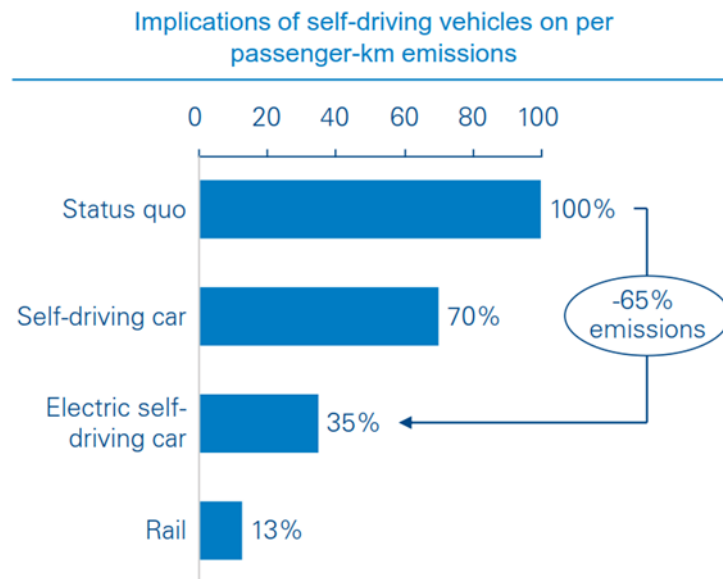 Implications of self-driving vehicles on per
passenger-km emissions
0 20 40 60 80 100
Status quo
100%
-65%
emissions
Self-driving car
70%
Electric self-
driving car
35%
Rail
13%